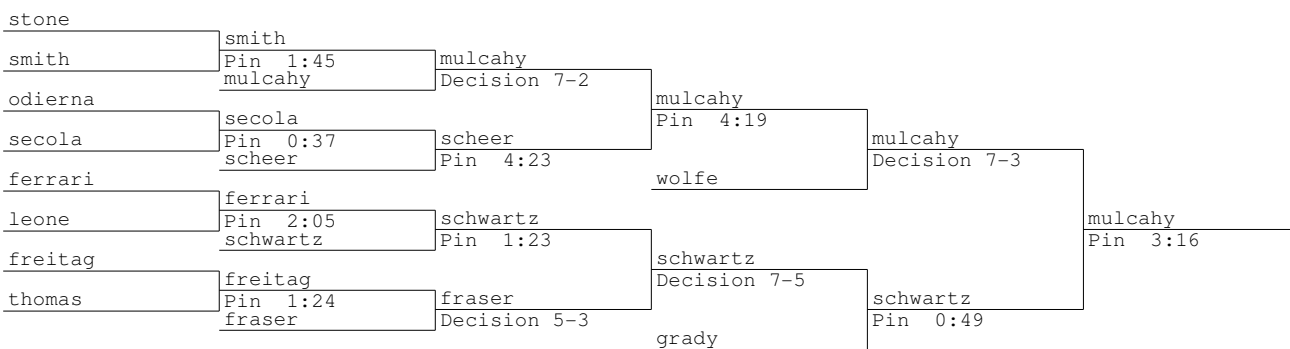 stone
smith
Pin 1:45
smith
mulcahy
mulcahy
Decision 7-2
odierna
mulcahy
Pin 4:19
secola
Pin 0:37
secola
scheer
scheer
Pin 4:23
mulcahy
Decision 7-3
ferrari
wolfe
ferrari
Pin 2:05
leone
schwartz
schwartz
Pin 1:23
mulcahy
Pin 3:16
freitag
schwartz
Decision 7-5
freitag
Pin 1:24
thomas
fraser
fraser
Decision 5-3
schwartz
Pin 0:49
grady